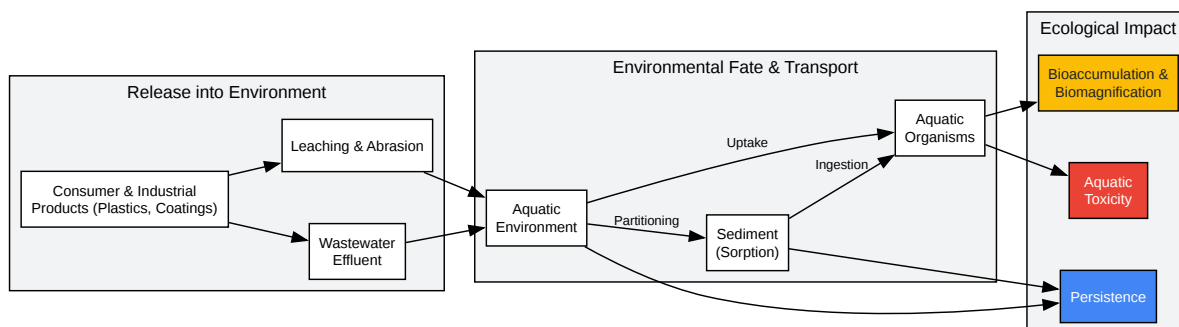 Release into Environment
Consumer & Industrial
Products (Plastics, Coatings)
Leaching & Abrasion
Wastewater
Effluent
Environmental Fate & Transport
Aquatic
Environment
Uptake
Partitioning
Sediment
(Sorption)
Ingestion
Aquatic
Organisms
Ecological Impact
Bioaccumulation &
Biomagnification
Aquatic
Toxicity
Persistence